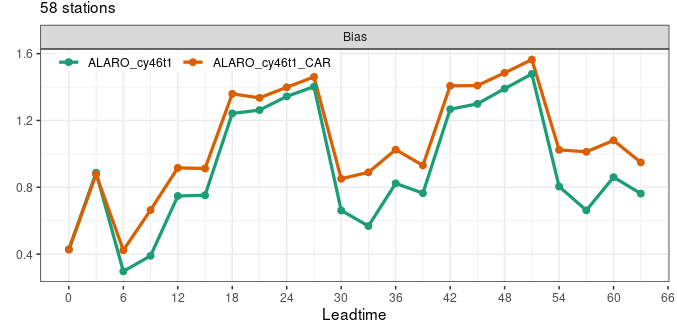 58 stations
Bias
ALARO_cy46t1 ALARO_cy46t1_CAR
1.6
1.2
0.8
0.4
0 6 12 18 24 30 36 42 48 54 60 66
Leadtime